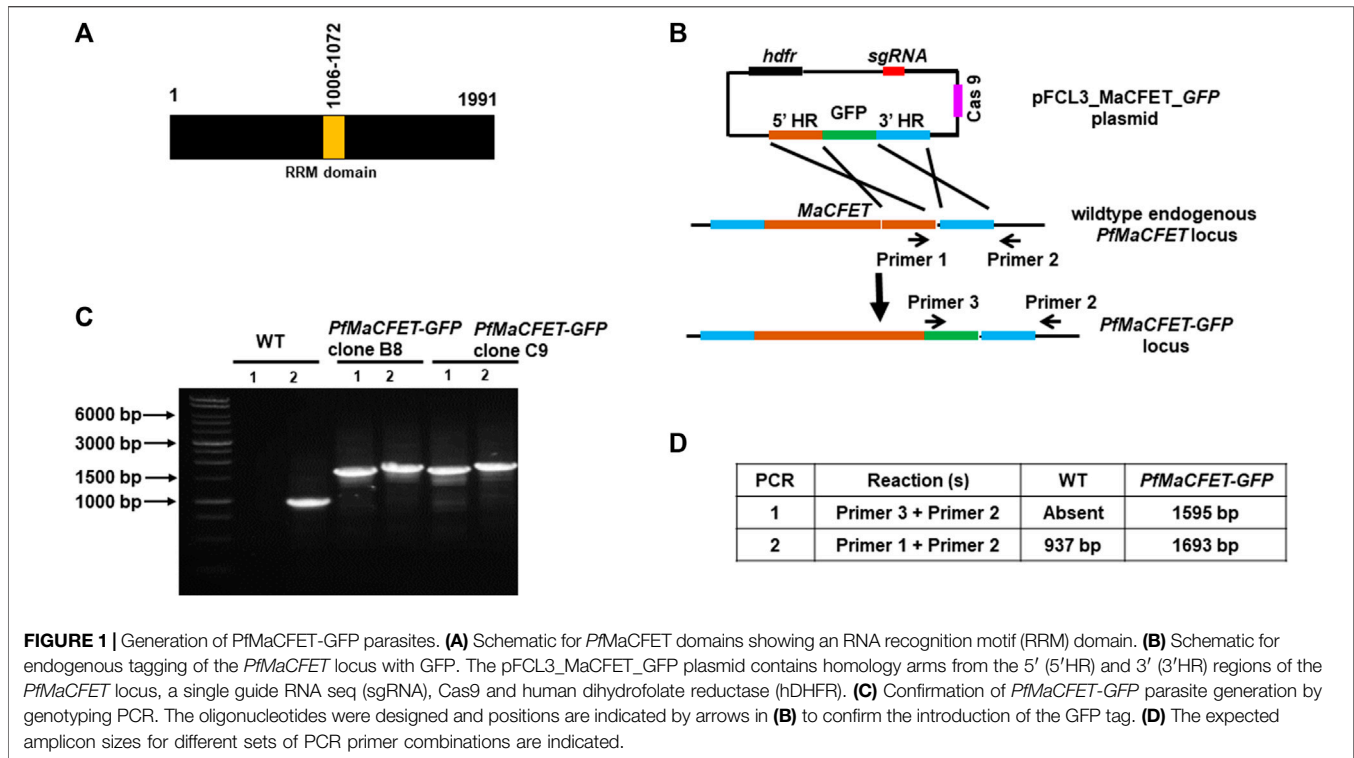 A
1
1006-1072
1991
RRM domain
B
hdfr
sgRNA
Cas 9
5' HR
GFP
3' HR
pFCL3_MaCFET_GFP
plasmid
MaCFET
wildtype endogenous
PfMaCFET locus
Primer 1
Primer 2
Primer 3
Primer 2
PfMaCFET-GFP
locus
C
WT
PfMaCFET-GFP
clone B8
PfMaCFET-GFP
clone C9
1 2 1 2 1 2
6000 bp
3000 bp
1500 bp
1000 bp
D
PCR Reaction (s) WT PfMaCFET-GFP
1 Primer 3 + Primer 2 Absent 1595 bp
2 Primer 1 + Primer 2 937 bp 1693 bp
FIGURE 1 | Generation of PfMaCFET-GFP parasites. (A) Schematic for PfMaCFET domains showing an RNA recognition motif (RRM) domain. (B) Schematic for
endogenous tagging of the PfMaCFET locus with GFP. The pFCL3_MaCFET_GFP plasmid contains homology arms from the 5′ (5′HR) and 3′ (3′HR) regions of the
PfMaCFET locus, a single guide RNA seq (sgRNA), Cas9 and human dihydrofolate reductase (hDHFR). (C) Confirmation of PfMaCFET-GFP parasite generation by
genotyping PCR. The oligonucleotides were designed and positions are indicated by arrows in (B) to confirm the introduction of the GFP tag. (D) The expected
amplicon sizes for different sets of PCR primer combinations are indicated.